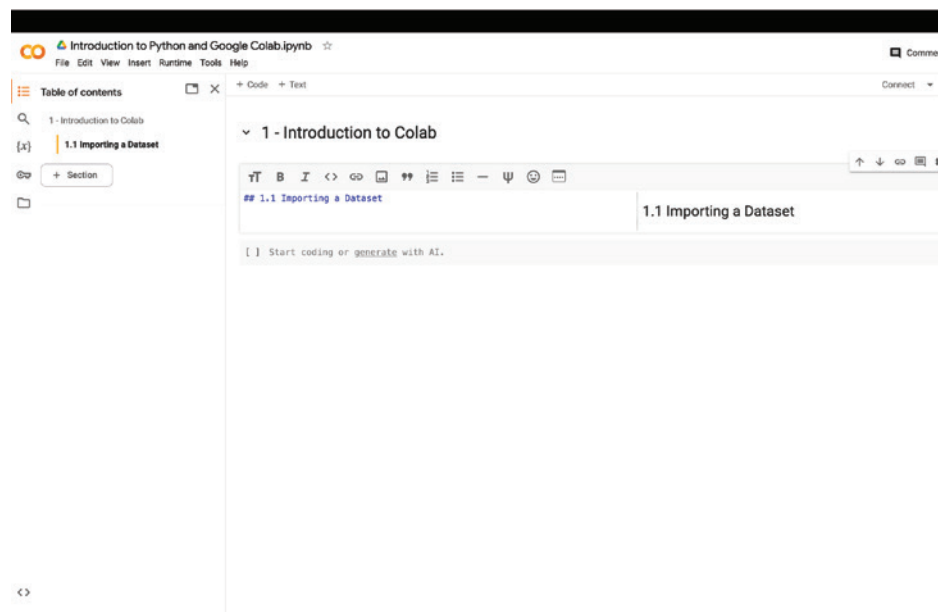 Introduction to Python and Google Colab.ipynb
File Edit View Insert Runtime Tools Help
Comme
Table of contents
+ Code + Text
Connect
1 - Introduction to Colab
1.1 Importing a Dataset
+ Section
1 - Introduction to Colab
## 1.1 Importing a Dataset
1.1 Importing a Dataset
[ ] Start coding or generate with AI.